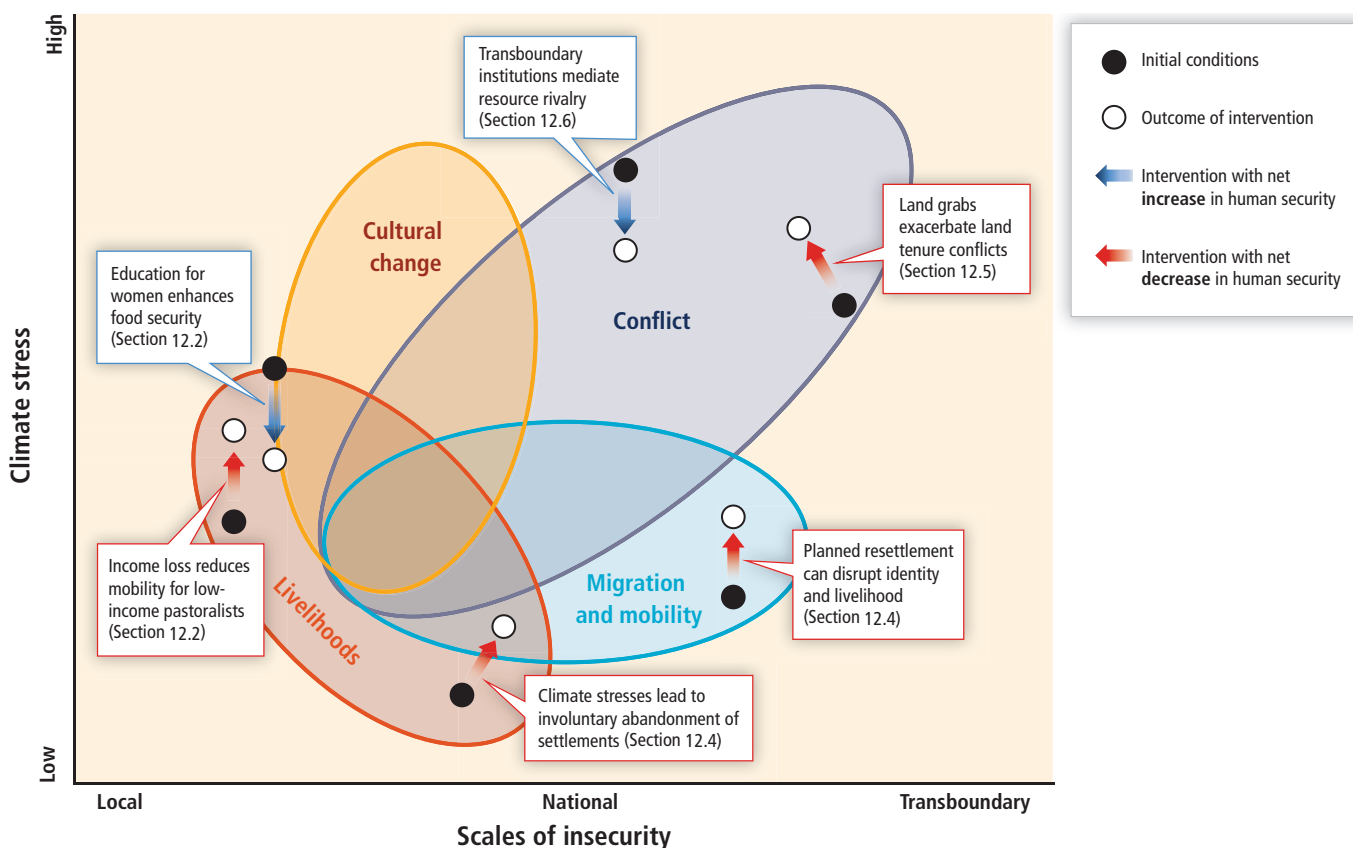 High
Climate stress
Low
Transboundary
institutions mediate
resource rivalry
(Section 12.6)
Land grabs
exacerbate land
tenure conflicts
(Section 12.5)
Cultural
change
Education for
women enhances
food security
(Section 12.2)
Conflict
Income loss reduces
mobility for low-
income pastoralists
(Section 12.2)
Livelihoods
Migration
and mobility
Planned resettlement
can disrupt identity
and livelihood
(Section 12.4)
Climate stresses lead to
involuntary abandonment of
settlements (Section 12.4)
Local
National
Transboundary
Scales of insecurity
Initial conditions
Outcome of intervention
Intervention with net
increase in human security
Intervention with net
decrease in human security